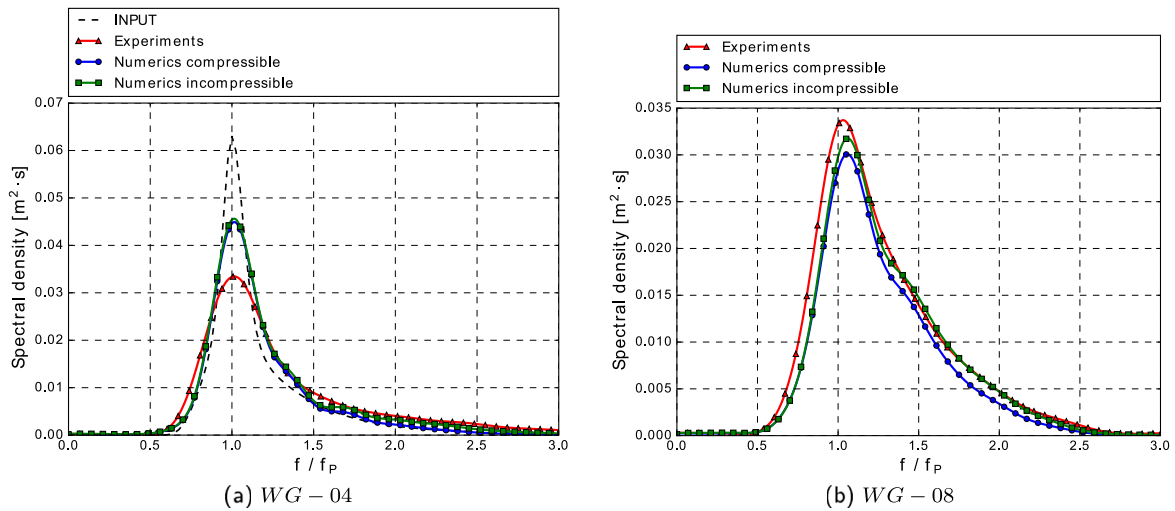 INPUT
Experiments
Numerics compressible
Numerics incompressible
Spectral density [m²·s]
0.07
0.06
0.05
0.04
0.03
0.02
0.01
0.00
0.0 0.5 1.0 1.5 2.0 2.5 3.0
f / f_P
(a) WG − 04
Experiments
Numerics compressible
Numerics incompressible
Spectral density [m²·s]
0.035
0.030
0.025
0.020
0.015
0.010
0.005
0.000
0.0 0.5 1.0 1.5 2.0 2.5 3.0
f / f_P
(b) WG − 08